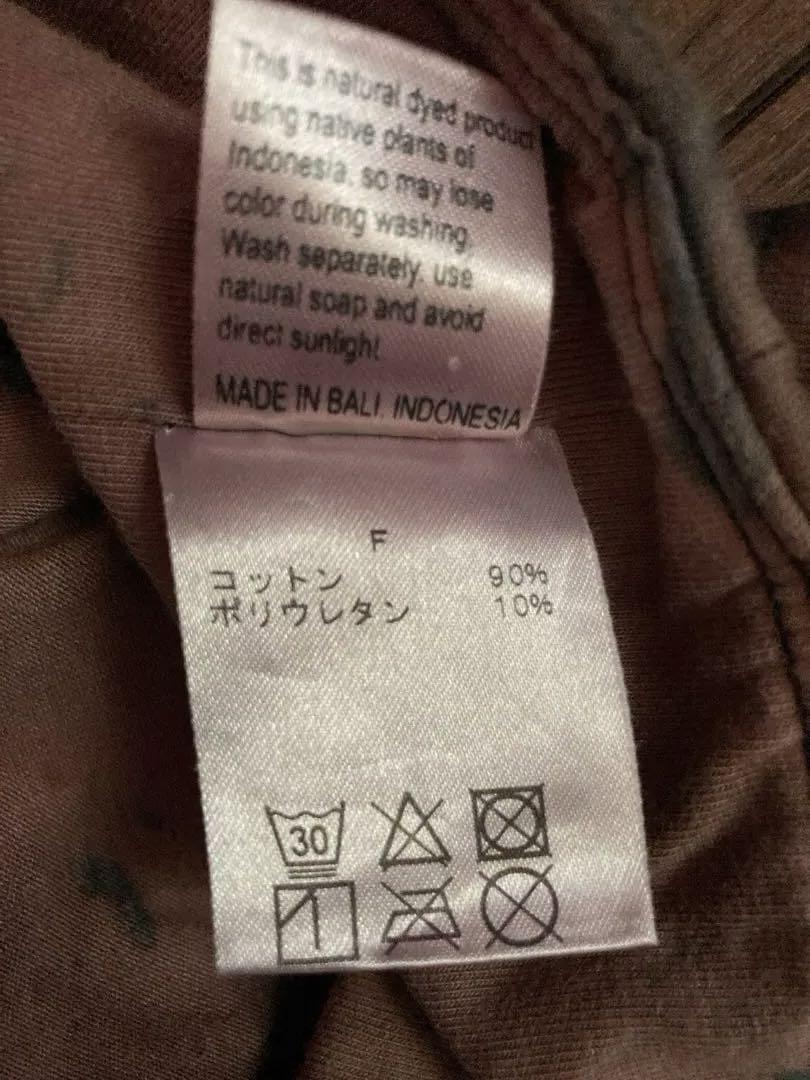 This is natural dyed product
using native plants of
Indonesia, so may lose
color during washing.
Wash separately, use
natural soap and avoid
direct sunlight
MADE IN BALI, INDONESIA
F
コットン 90%
ポリウレタン 10%
30